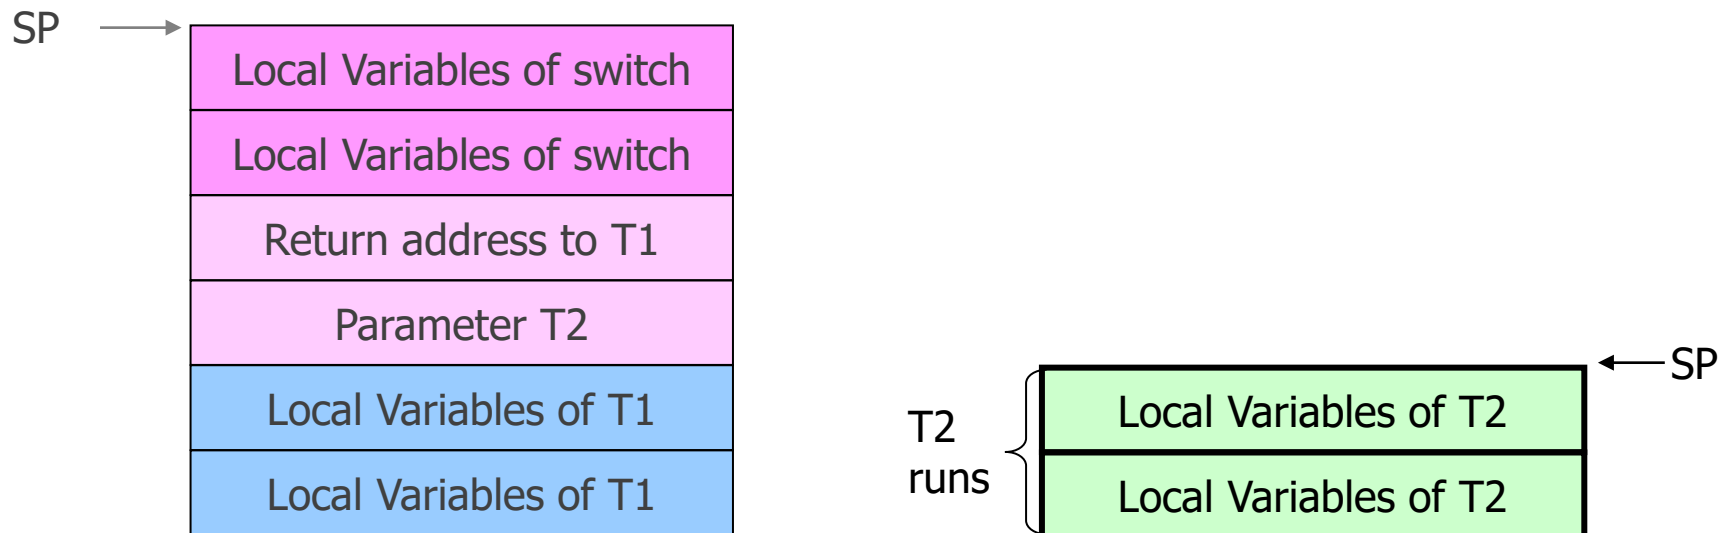 SP
Local Variables of switch
Local Variables of switch
Return address to T1
Parameter T2
Local Variables of T1
Local Variables of T1
T2
runs
SP
Local Variables of T2
Local Variables of T2